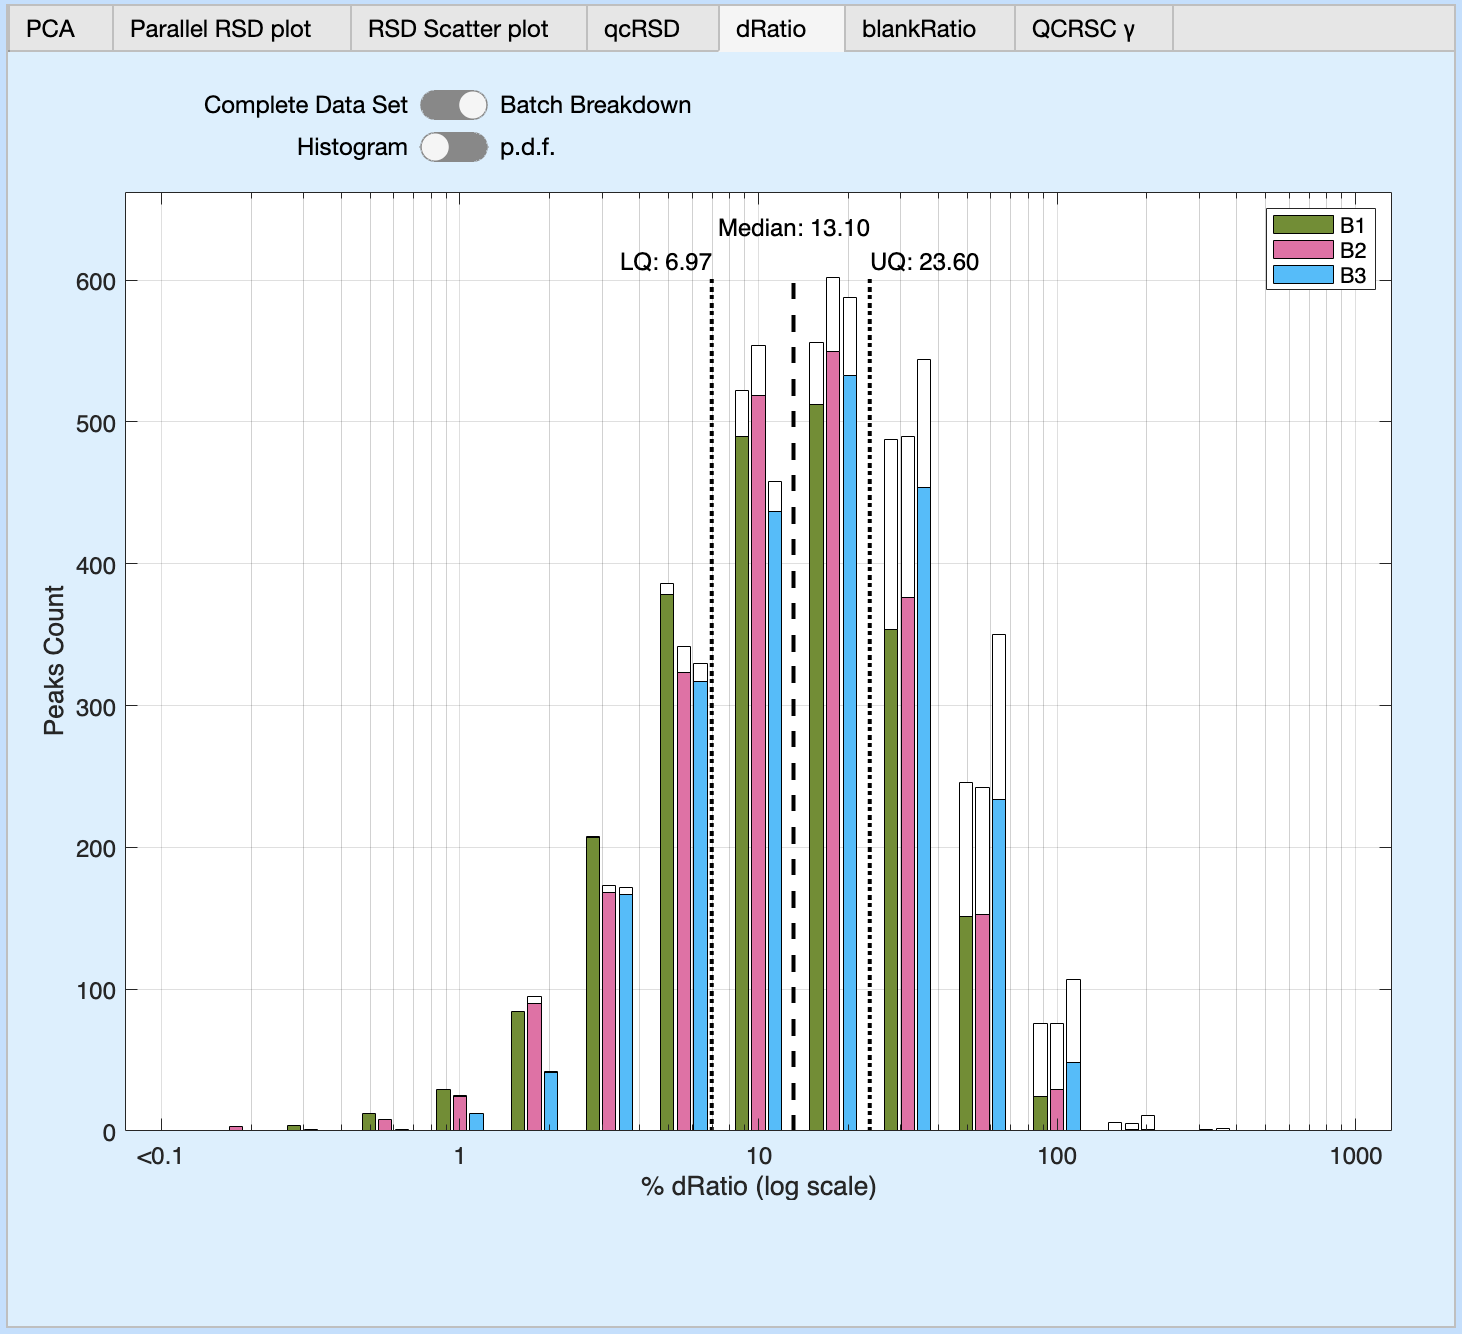 PCA Parallel RSD plot RSD Scatter plot qcRSD dRatio blankRatio QCRSC γ
Complete Data Set Batch Breakdown
Histogram p.d.f.
Median: 13.10
LQ: 6.97 UQ: 23.60
B1
B2
B3
600
500
400
300
200
100
0
Peaks Count
<0.1 1 10 100 1000
% dRatio (log scale)